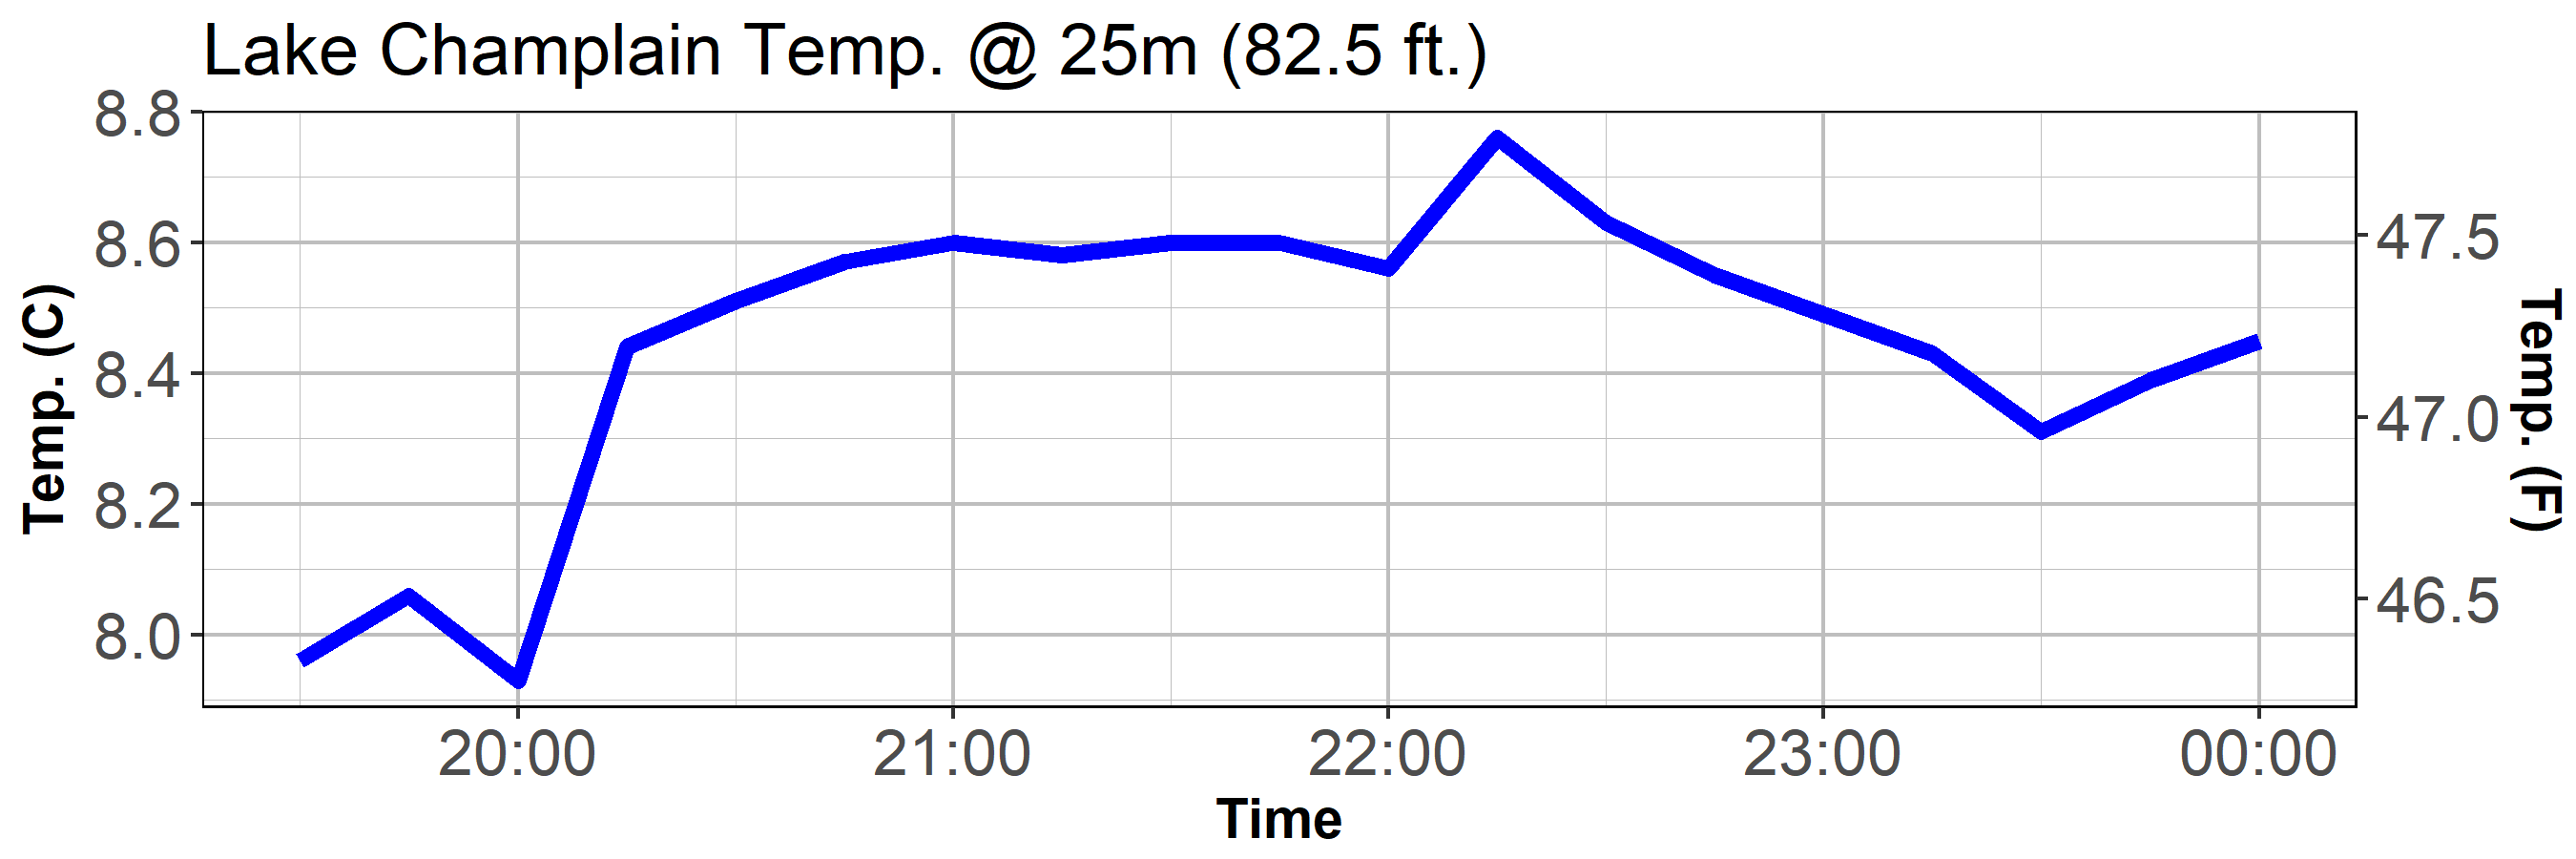 Lake Champlain Temp. @ 25m (82.5 ft.)
Temp. (C)
8.8
8.6
8.4
8.2
8.0
47.5
47.0
46.5
Temp. (F)
20:00 21:00 22:00 23:00 00:00
Time